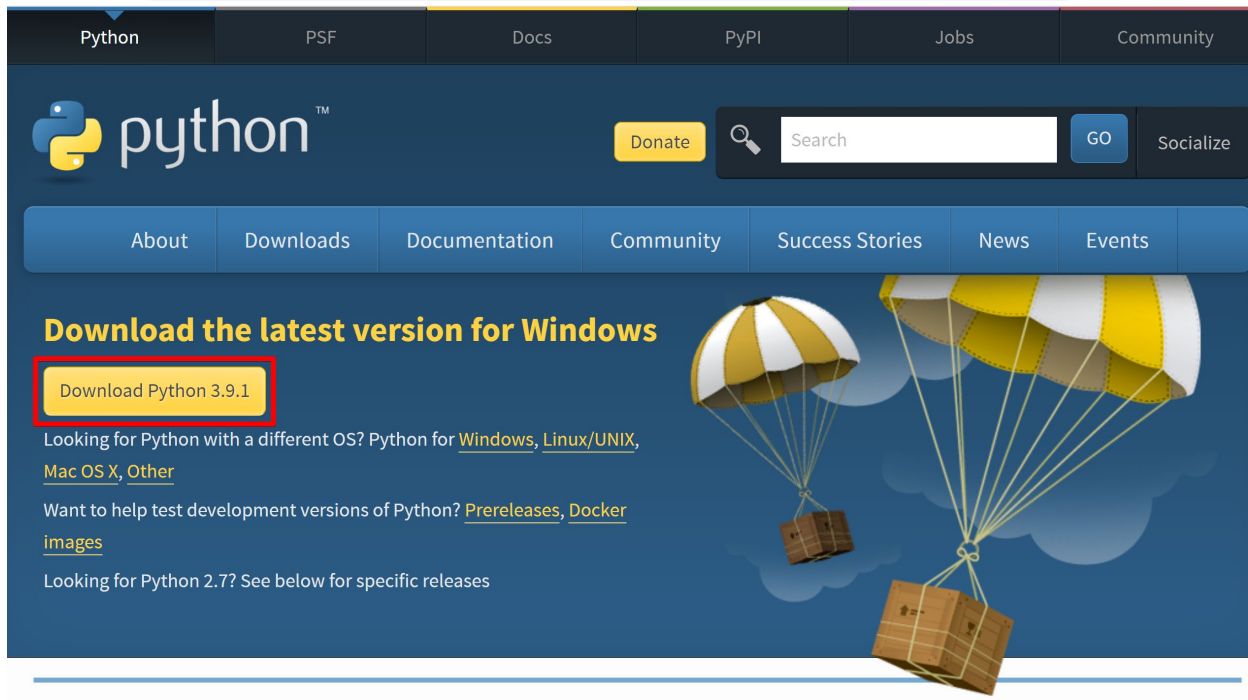 Python PSF Docs PyPI Jobs Community
python™
Donate Search GO Socialize
About Downloads Documentation Community Success Stories News Events
Download the latest version for Windows
Download Python 3.9.1
Looking for Python with a different OS? Python for Windows, Linux/UNIX,
Mac OS X, Other
Want to help test development versions of Python? Prereleases, Docker
images
Looking for Python 2.7? See below for specific releases